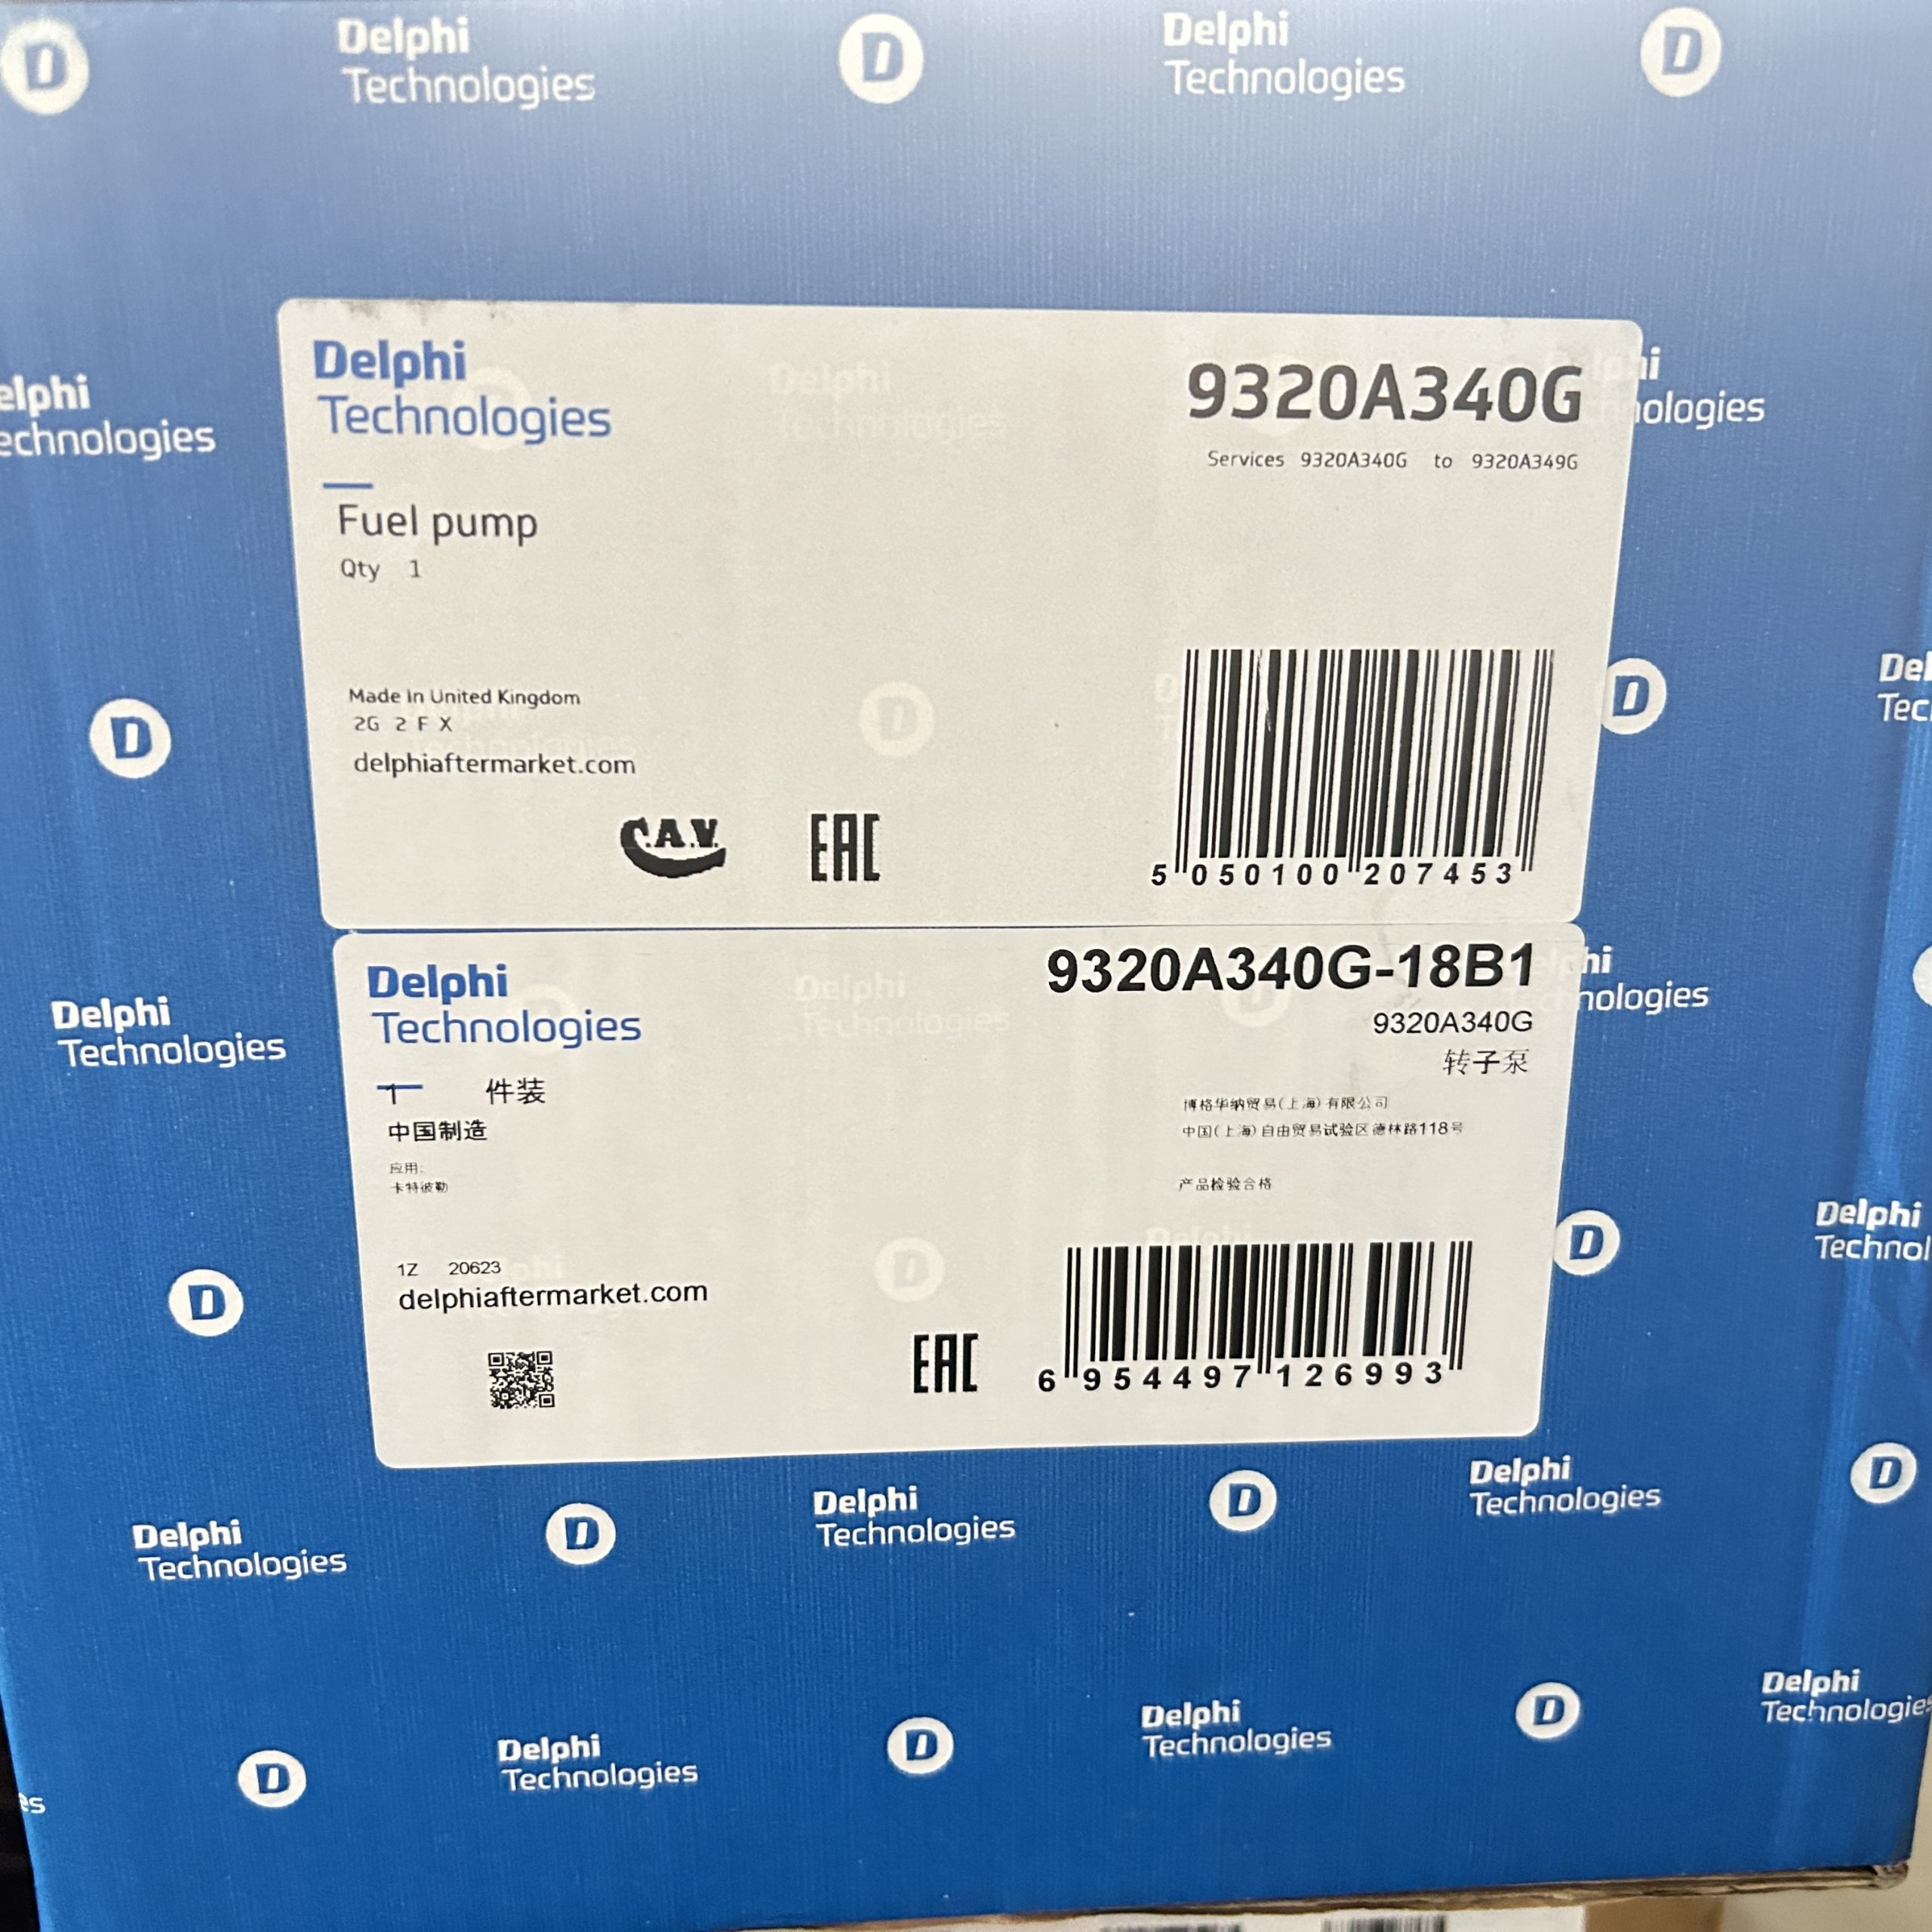 Delphi
Technologies
Delphi
Technologies
Delphi
Technologies
9320A340G
Services 9320A340G to 9320A349G
Fuel pump
Qty 1
Made In United Kingdom
2G 2 F X
delphiaftermarket.com
C.A.V.
EAC
5 050100 207453
Delphi
Technologies
9320A340G-18B1
9320A340G
转子泵
1 件装
中国制造
博格华纳贸易(上海)有限公司
中国(上海)自由贸易试验区德林路118号
应用:
卡特彼勒
产品检验合格
1Z 20623
delphiaftermarket.com
EAC
6 954497 126993
Delphi
Technologies
Delphi
Technologies
Delphi
Technologies
Delphi
Technologies
Delphi
Technologies
Delphi
Technologies
Delphi
Technologies